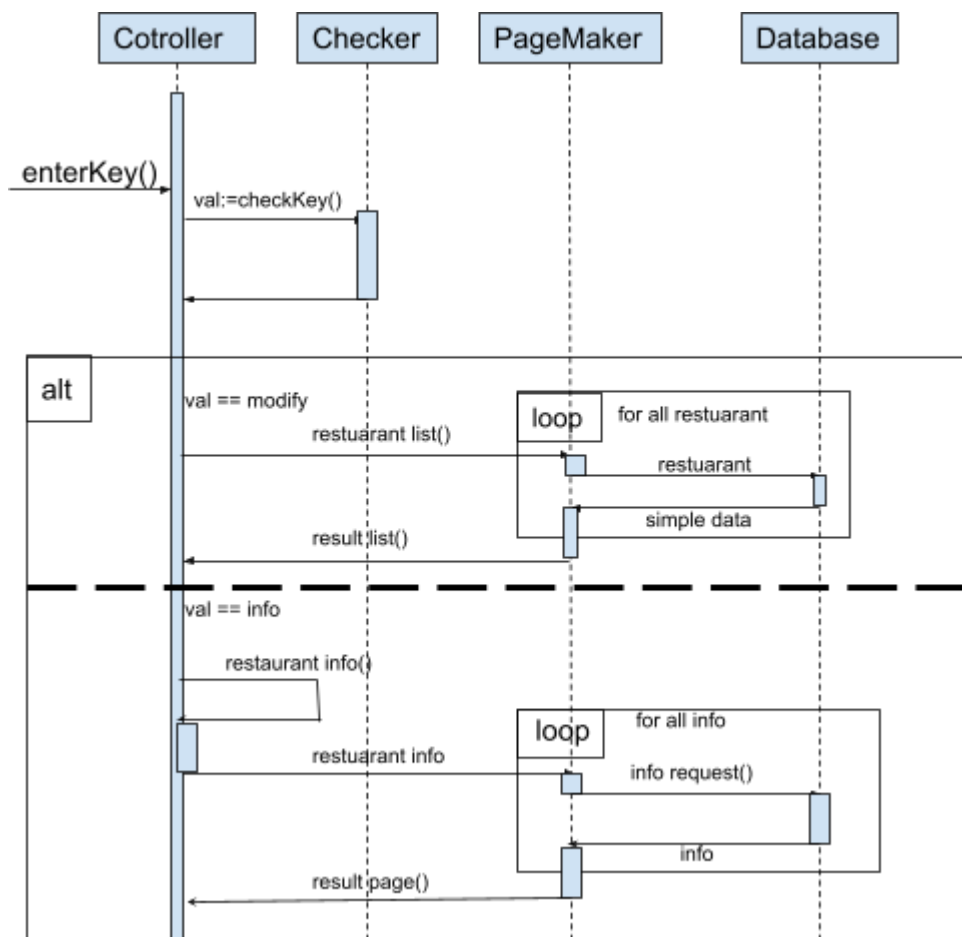 Cotroller
Checker
PageMaker
Database
enterKey()
val:=checkKey()
alt
val == modify
loop
for all restuarant
restuarant list()
restuarant
simple data
result list()
val == info
restaurant info()
loop
for all info
restuarant info
info request()
info
result page()